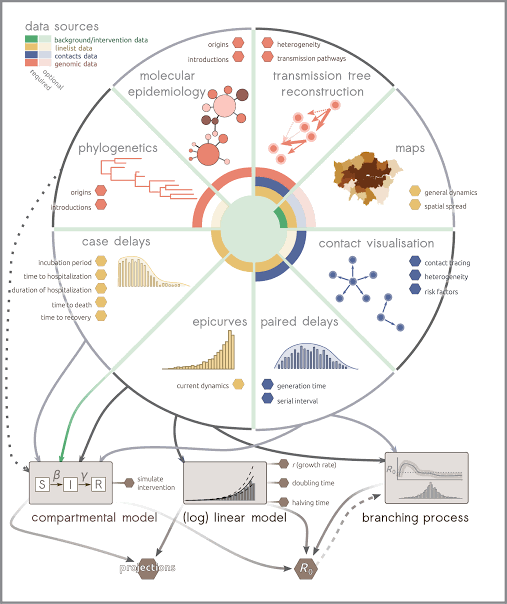 data sources
background/intervention data
linelist data
contacts data
genomic data
required
optional
molecular
epidemiology
origins
introductions
heterogeneity
transmission pathways
transmission tree
reconstruction
phylogenetics
origins
introductions
maps
general dynamics
spatial spread
case delays
incubation period
time to hospitalization
duration of hospitalization
time to death
time to recovery
contact visualisation
contact tracing
heterogeneity
risk factors
epicurves
current dynamics
paired delays
generation time
serial interval
β γ
S I R
simulate
intervention
compartmental model
r (growth rate)
doubling time
halving time
(log) linear model
R₀
branching process
projections
R₀